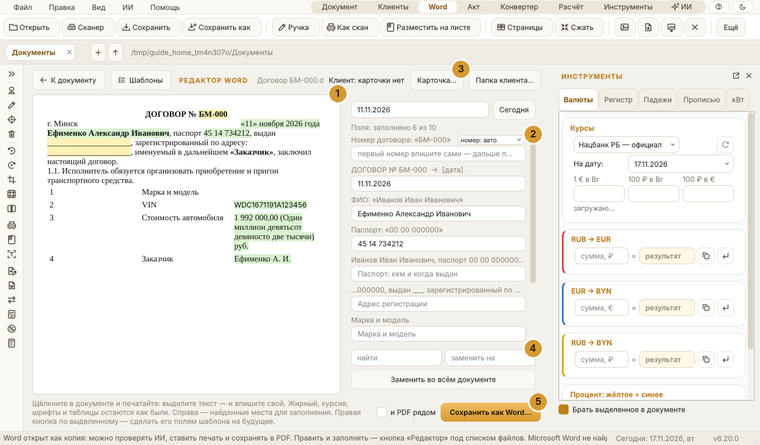 Файл Правка Вид ИИ Помощь Документ Клиенты Word Акт Конвертер Расчёт Инструменты ИИ
Открыть Сканер Сохранить Сохранить как Ручка Как скан Разместить на листе Страницы Сжать Ещё
Документы × + /tmp/guide_home_tm4n307o/Документы
К документу Шаблоны РЕДАКТОР WORD Договор БМ-000.d Клиент: карточки нет Карточка... Папка клиента...
3
1
ДОГОВОР № БМ-000
г. Минск «11» ноября 2026 года
Ефименко Александр Иванович, паспорт 45 14 734212, выдан
, зарегистрированный по адресу:
, именуемый в дальнейшем «Заказчик», заключил
настоящий договор.
1.1. Исполнитель обязуется организовать приобретение и пригон
транспортного средства.
1 Марка и модель
2 VIN WDC1671191A123456
3 Стоимость автомобиля 1 992 000,00 (Один
миллион девятьсот
девяносто две тысячи)
руб.
4 Заказчик Ефименко А. И.
Щёлкните в документе и печатайте: выделите текст — и впишите свой. Жирный, курсив,
шрифты и таблицы остаются как были. Справа — найденные места для заполнения. Правая
кнопка по выделенному — сделать его полем шаблона на будущее.
11.11.2026 Сегодня
Поля: заполнено 6 из 10
Номер договора: «БМ-000» номер: авто
2
первый номер впишите сами — дальше п...
ДОГОВОР № БМ-000 → [дата]
11.11.2026
ФИО: «Иванов Иван Иванович»
Ефименко Александр Иванович
Паспорт: «00 00 000000»
45 14 734212
Иванов Иван Иванович, паспорт 00 00 000000...
Паспорт: кем и когда выдан
...000000, выдан ___, зарегистрированный по ...
Адрес регистрации
Марка и модель
Марка и модель
4
найти заменить на
Заменить во всём документе
5
и PDF рядом Сохранить как Word...
ИНСТРУМЕНТЫ
Валюты Регистр Падежи Прописью кВт
Курсы
Нацбанк РБ — официал
На дату: 17.11.2026
1 € в Br 100 ₽ в Br 100 ₽ в €
загружаю...
RUB → EUR
сумма, ₽ = результат
EUR → BYN
сумма, € = результат
RUB → BYN
сумма, ₽ = результат
Процент: жёлтое ÷ синее
Брать выделенное в документе
Word открыт как копия: можно проверять ИИ, ставить печать и сохранять в PDF. Править и заполнять — кнопка «Редактор» под списком файлов. Microsoft Word не най Сегодня: 17.11.2026, вт v6.20.0